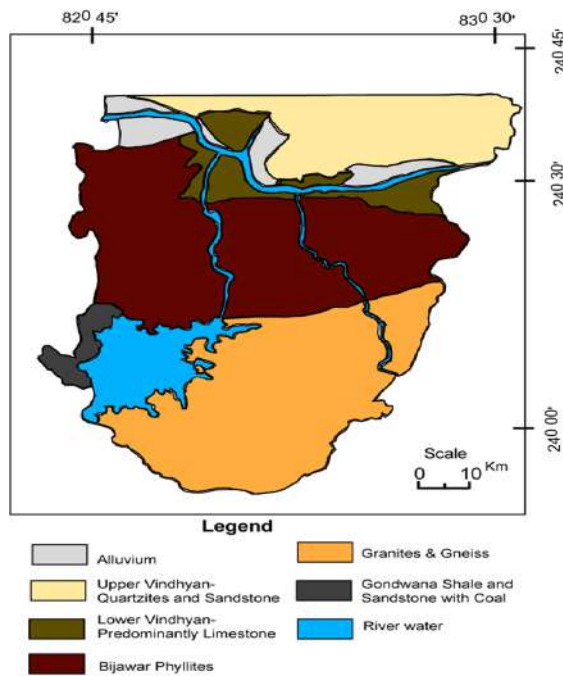 820 45'
830 30'
240 45'
240 30'
240 00'
Scale
0 10 Km
Legend
Alluvium
Upper Vindhyan-
Quartzites and Sandstone
Lower Vindhyan-
Predominantly Limestone
Bijawar Phyllites
Granites & Gneiss
Gondwana Shale and
Sandstone with Coal
River water